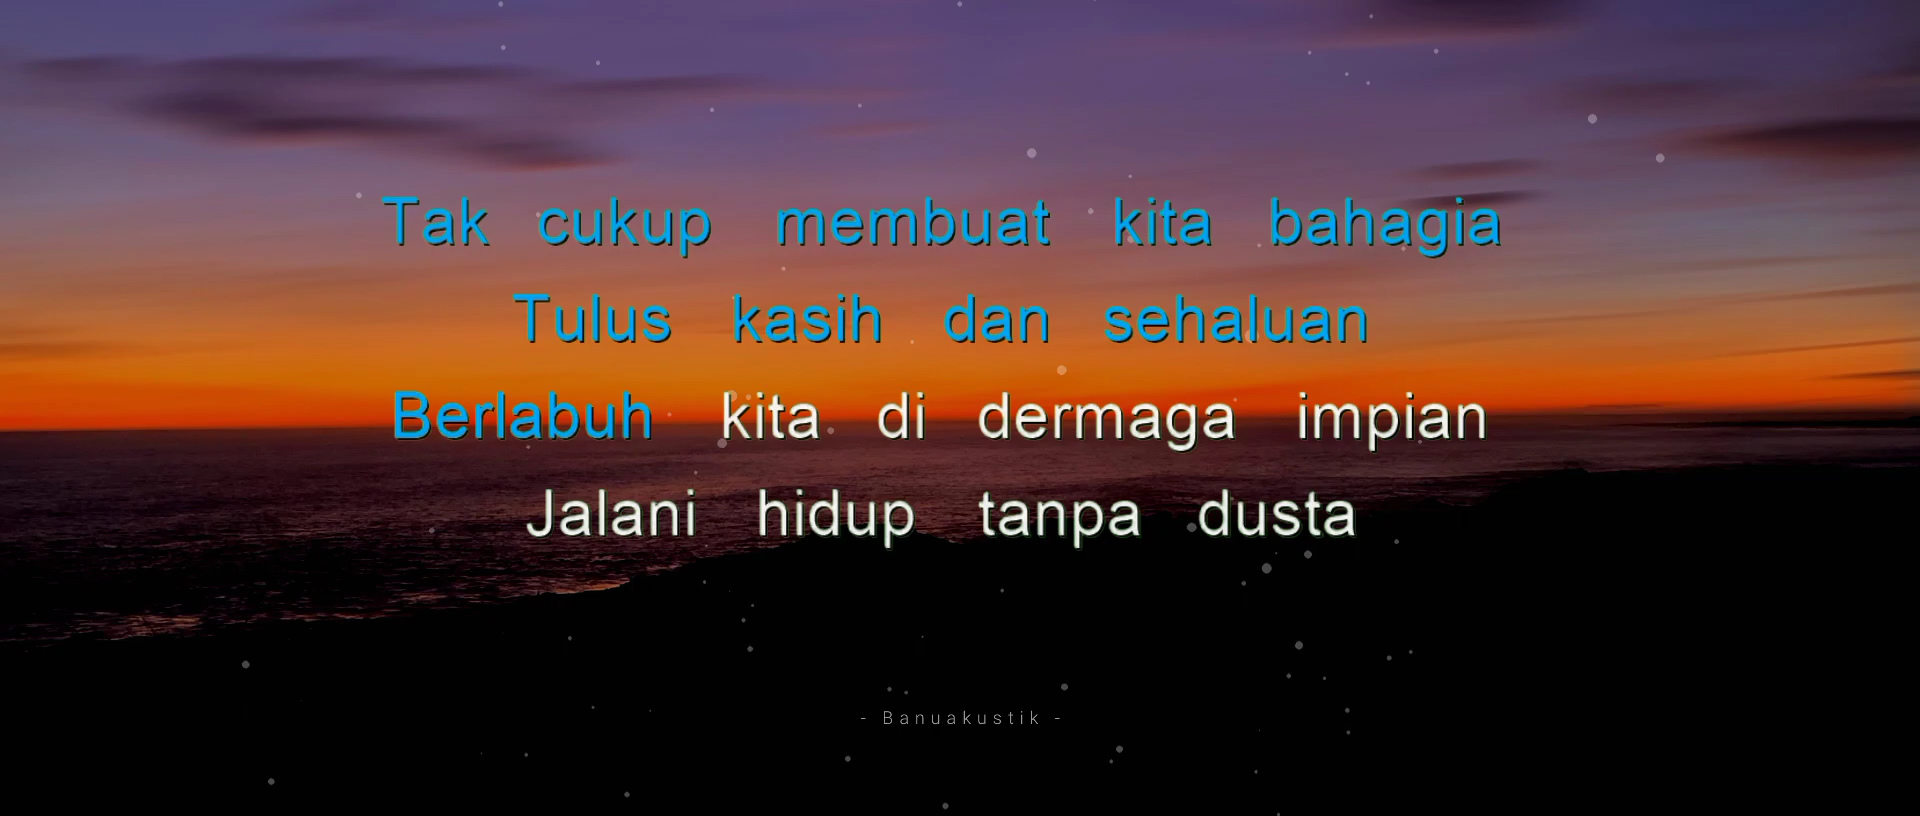 Tak cukup membuat kita bahagia
Tulus kasih dan sehaluan
Berlabuh kita di dermaga impian
Jalani hidup tanpa dusta
- Banuakustik -